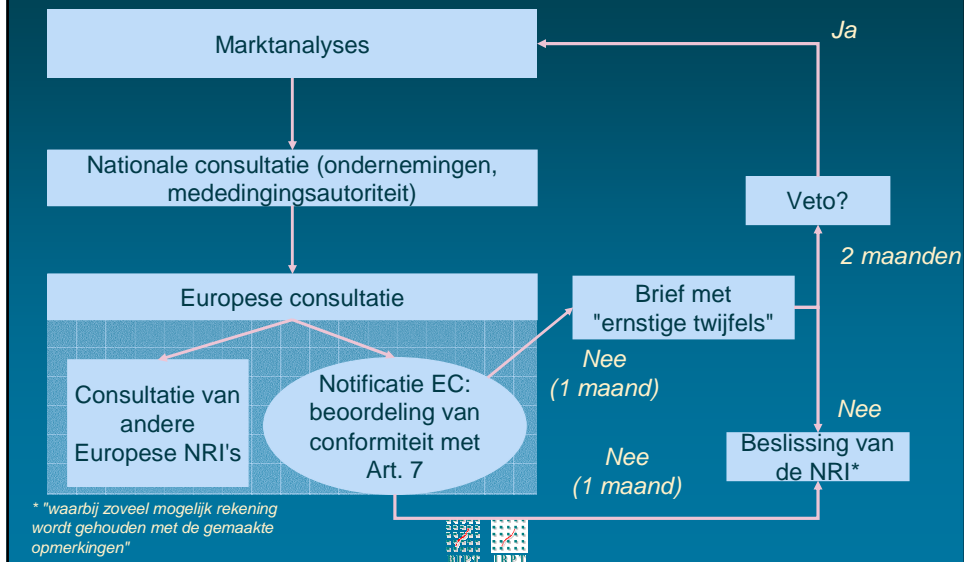 Marktanalyses
Ja
Nationale consultatie (ondernemingen,
mededingingsautoriteit)
Veto?
2 maanden
Europese consultatie
Brief met
"ernstige twijfels"
Nee
(1 maand)
Consultatie van
andere
Europese NRI's
Notificatie EC:
beoordeling van
conformiteit met
Art. 7
Nee
Beslissing van
de NRI*
Nee
(1 maand)
* "waarbij zoveel mogelijk rekening
wordt gehouden met de gemaakte
opmerkingen"